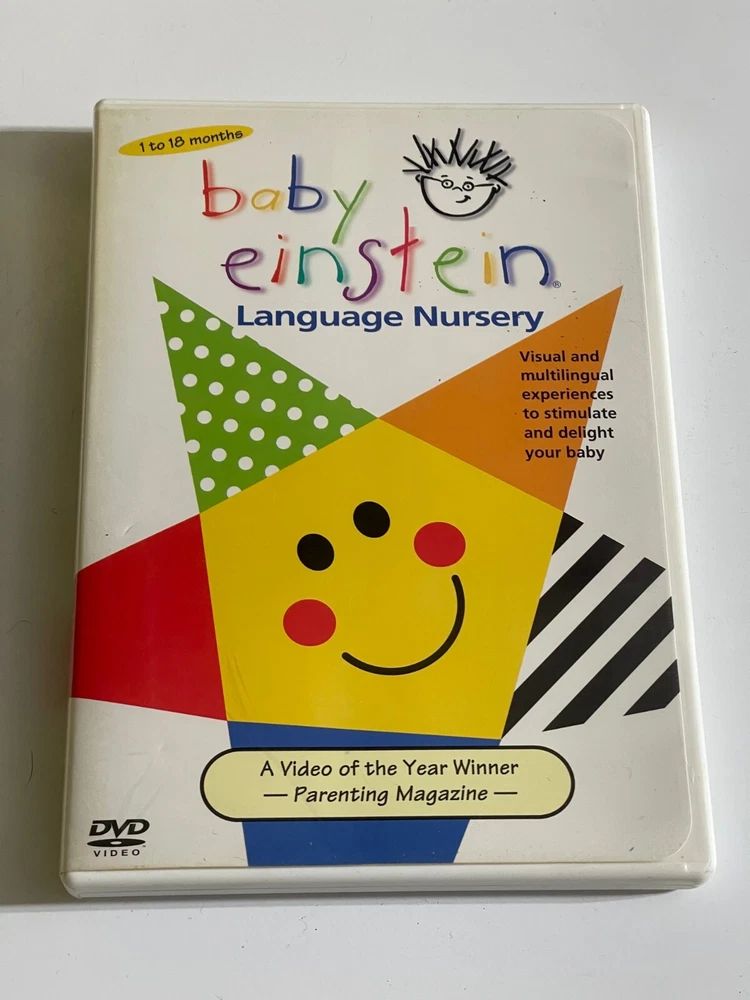 1 to 18 months
baby
einstein®
Language Nursery
Visual and
multilingual
experiences
to stimulate
and delight
your baby
A Video of the Year Winner
— Parenting Magazine —
DVD
VIDEO™